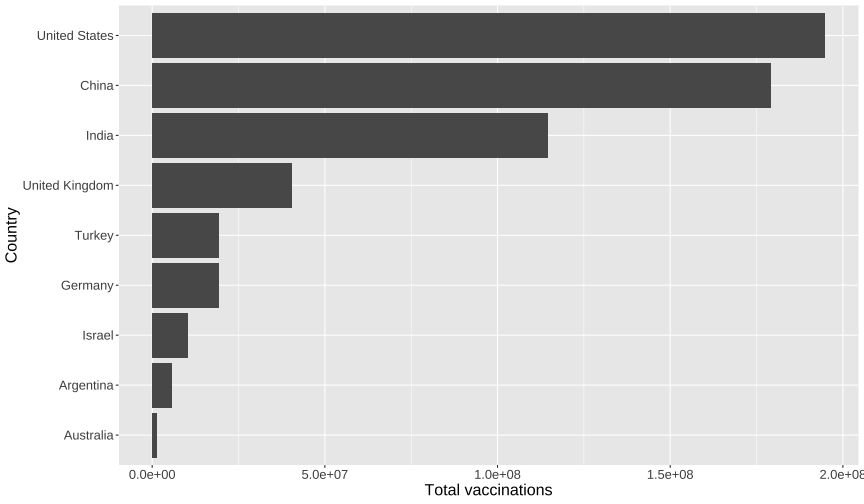 United States
China
India
United Kingdom
Turkey
Germany
Israel
Argentina
Australia
Country
0.0e+00 5.0e+07 1.0e+08 1.5e+08 2.0e+08
Total vaccinations